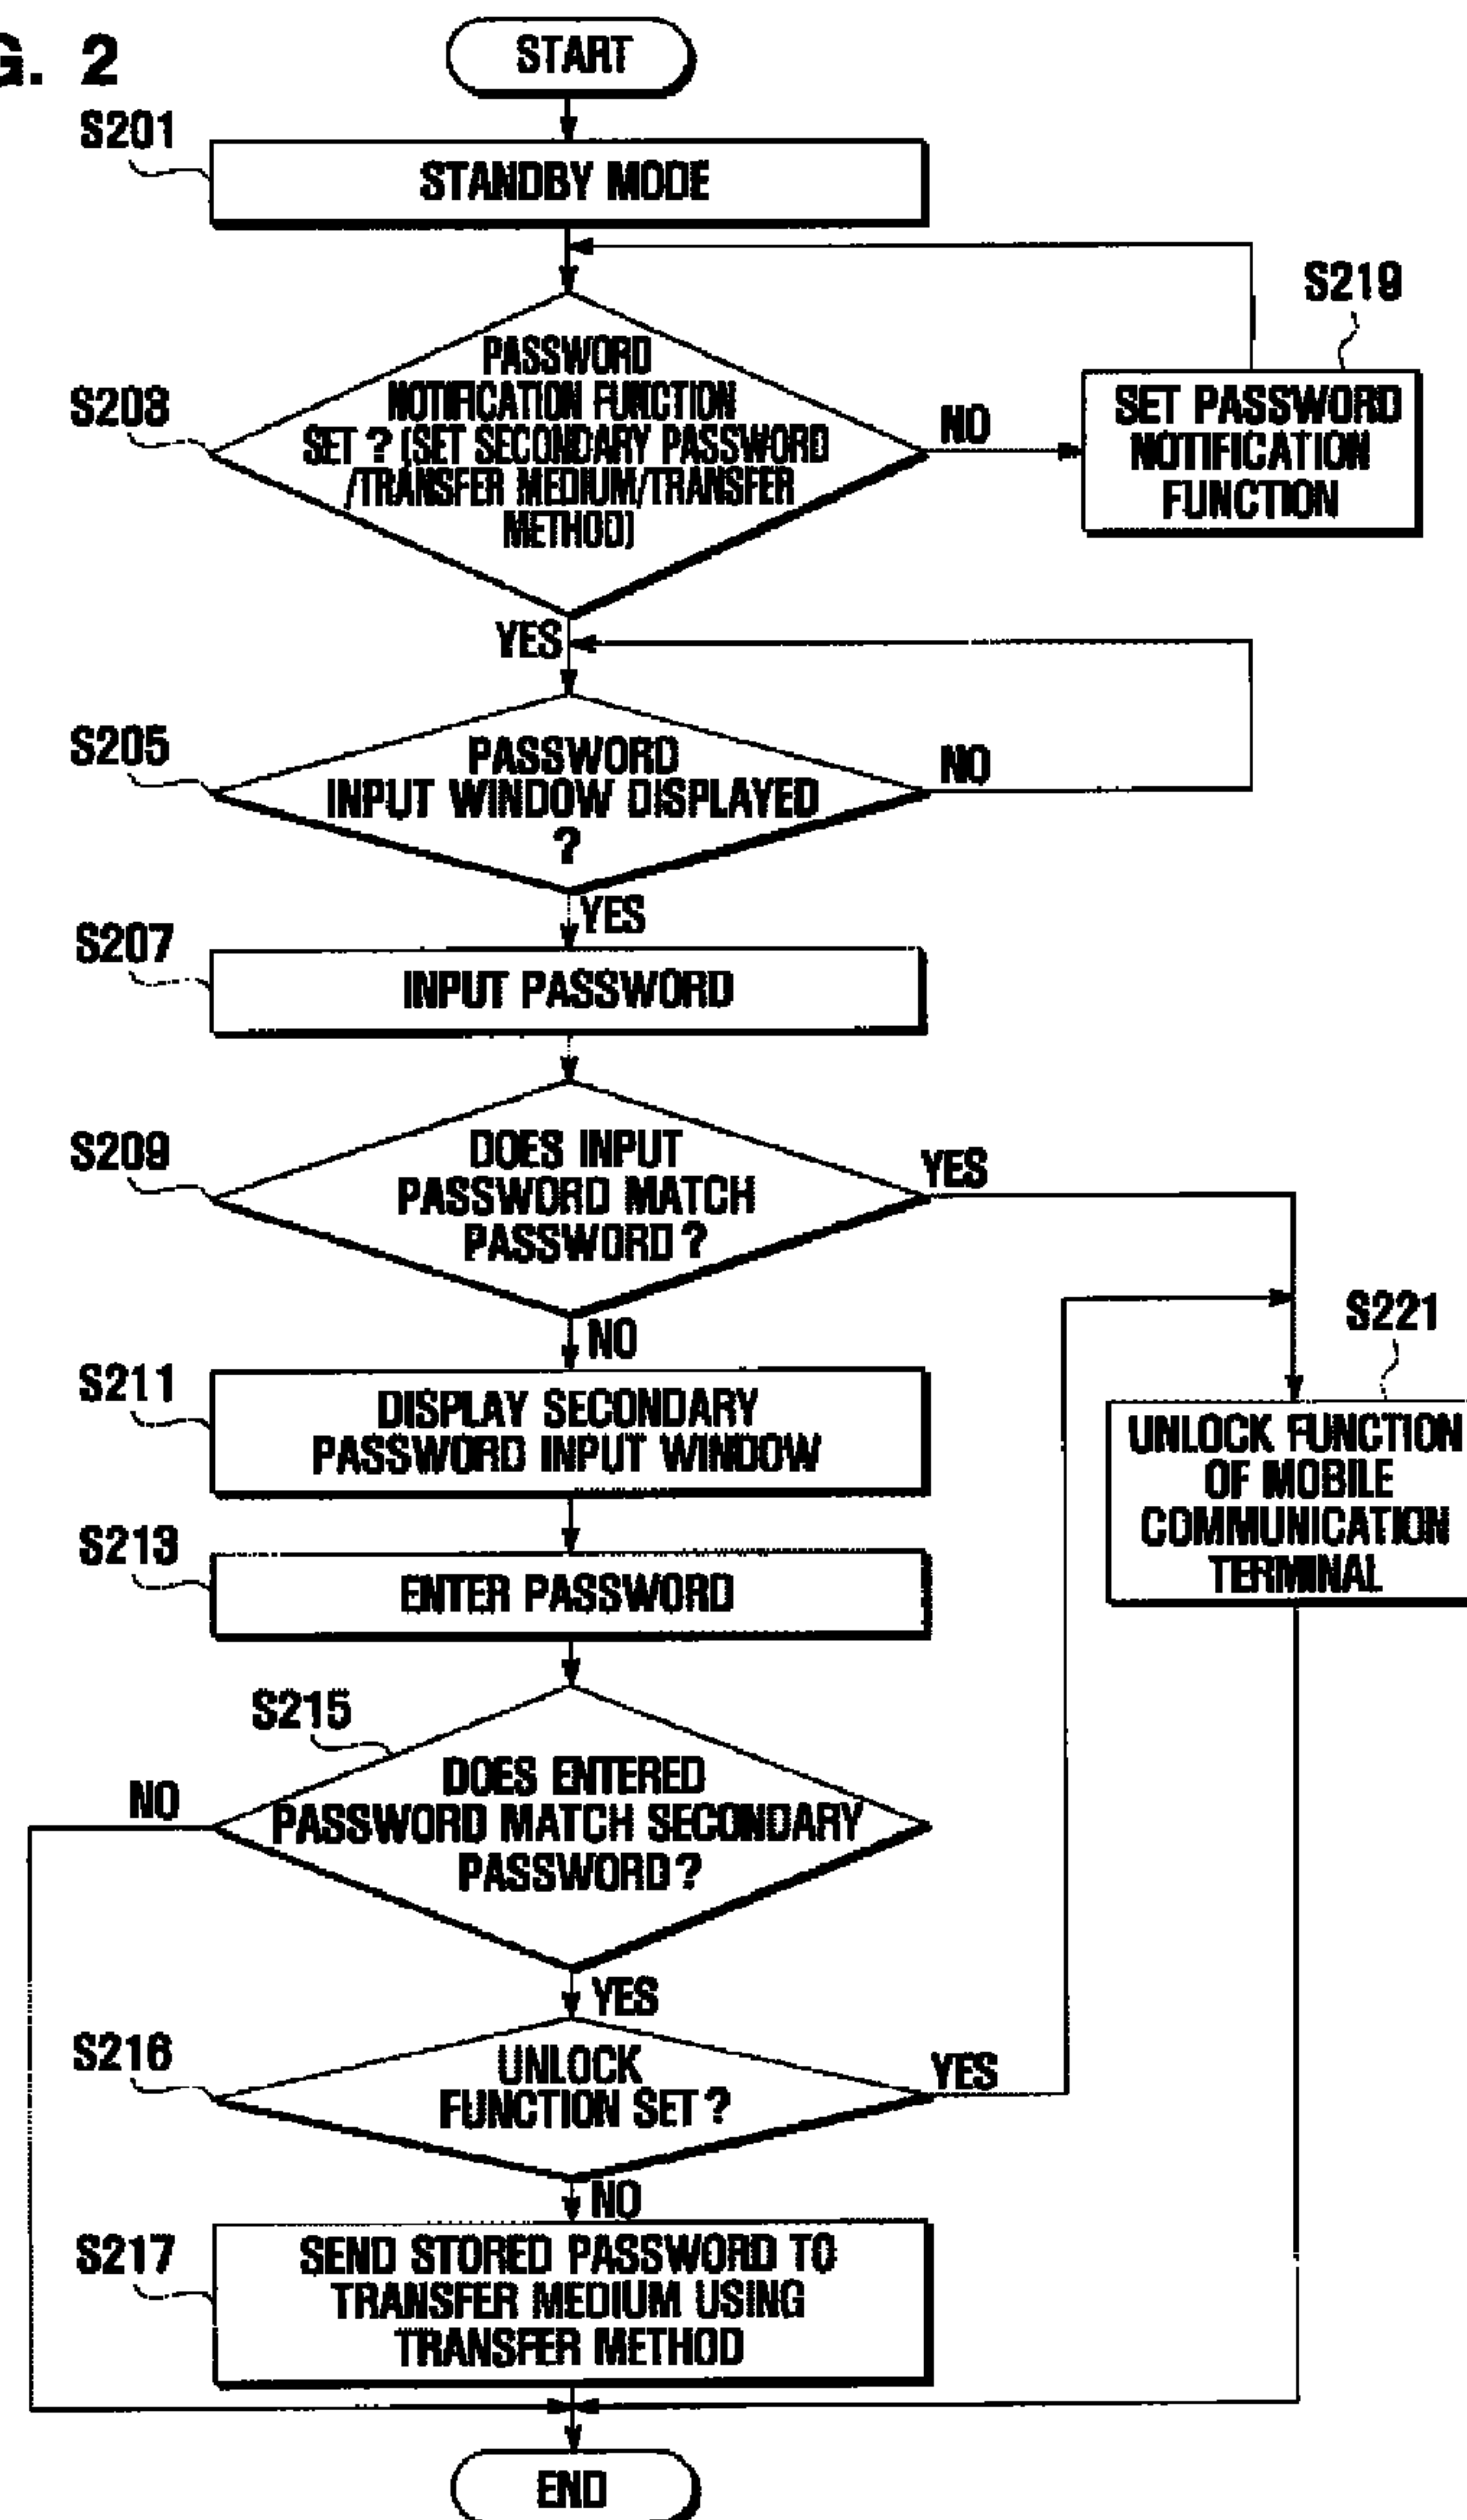 G. 2
START
S201
STANDBY MODE
S219
PASSWORD
NOTIFICATION FUNCTION
SET ? (SET SECONDARY PASSWORD
/TRANSFER MEDIUM/TRANSFER
METHOD)
S203
NO
SET PASSWORD
NOTIFICATION
FUNCTION
YES
S205
PASSWORD
INPUT WINDOW DISPLAYED
?
NO
YES
S207
INPUT PASSWORD
S209
DOES INPUT
PASSWORD MATCH
PASSWORD ?
YES
NO
S221
S211
DISPLAY SECONDARY
PASSWORD INPUT WINDOW
UNLOCK FUNCTION
OF MOBILE
COMMUNICATION
TERMINAL
S213
ENTER PASSWORD
S215
DOES ENTERED
PASSWORD MATCH SECONDARY
PASSWORD ?
NO
YES
S216
UNLOCK
FUNCTION SET ?
YES
NO
S217
SEND STORED PASSWORD TO
TRANSFER MEDIUM USING
TRANSFER METHOD
END